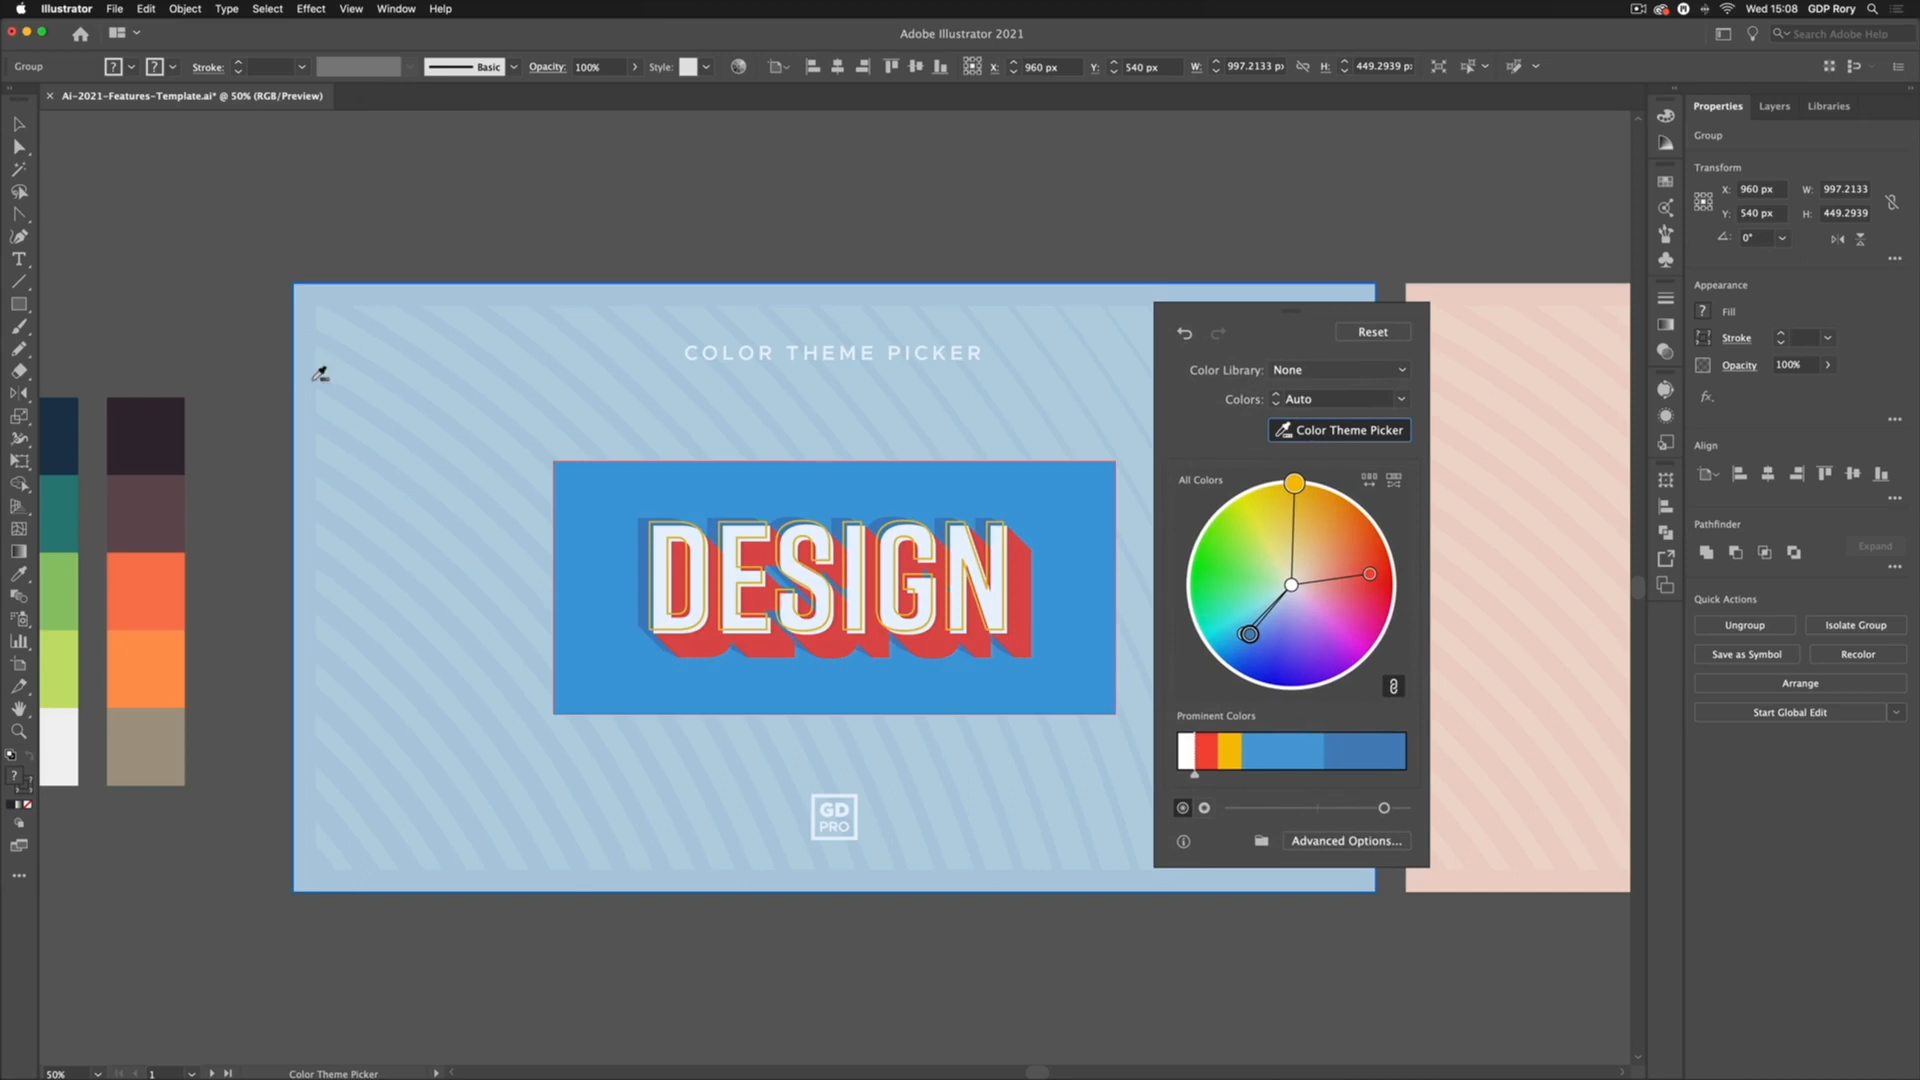 Illustrator File Edit Object Type Select Effect View Window Help
Wed 15:08 GDP Rory
Adobe Illustrator 2021
Search Adobe Help
Group ? ? Stroke: Basic Opacity: 100% Style: X: 960 px Y: 540 px W: 997.2133 p H: 449.2939 p
Ai-2021-Features-Template.ai* @ 50% (RGB/Preview)
Properties Layers Libraries
Group
Transform
X: 960 px W: 997.2133
Y: 540 px H: 449.2939
0°
Appearance
? Fill
Stroke
Opacity 100%
fx.
Align
Pathfinder
Expand
Quick Actions
Ungroup Isolate Group
Save as Symbol Recolor
Arrange
Start Global Edit
COLOR THEME PICKER
DESIGN
GD
PRO
Reset
Color Library: None
Colors: Auto
Color Theme Picker
All Colors
Prominent Colors
Advanced Options...
?
50% 1 Color Theme Picker